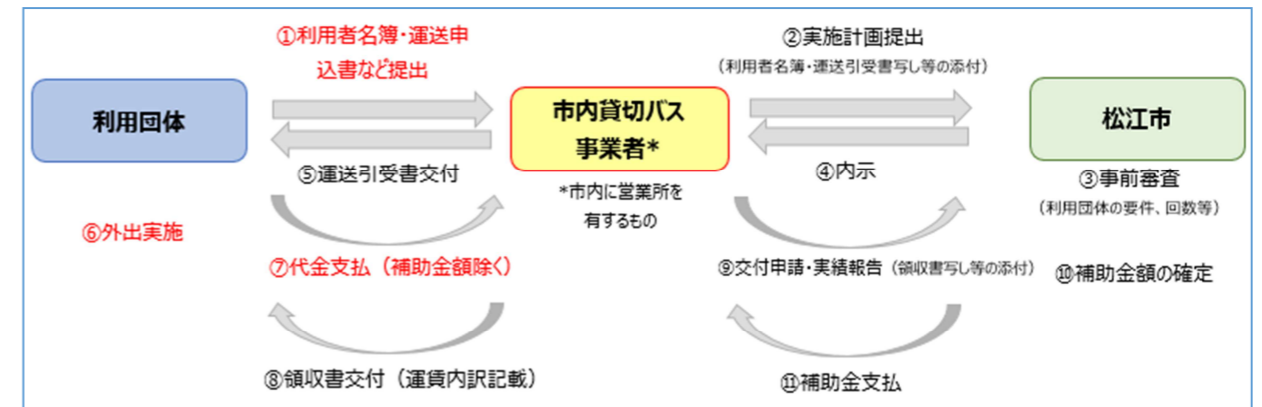 ①利用者名簿・運送申
込書など提出
②実施計画提出
（利用者名簿・運送引受書写し等の添付）
利用団体
市内貸切バス
事業者*
松江市
⑤運送引受書交付
*市内に営業所を
有するもの
④内示
③事前審査
（利用団体の要件、回数等）
⑥外出実施
⑦代金支払（補助金額除く）
⑨交付申請・実績報告（領収書写し等の添付）
⑩補助金額の確定
⑧領収書交付（運賃内訳記載）
⑪補助金支払